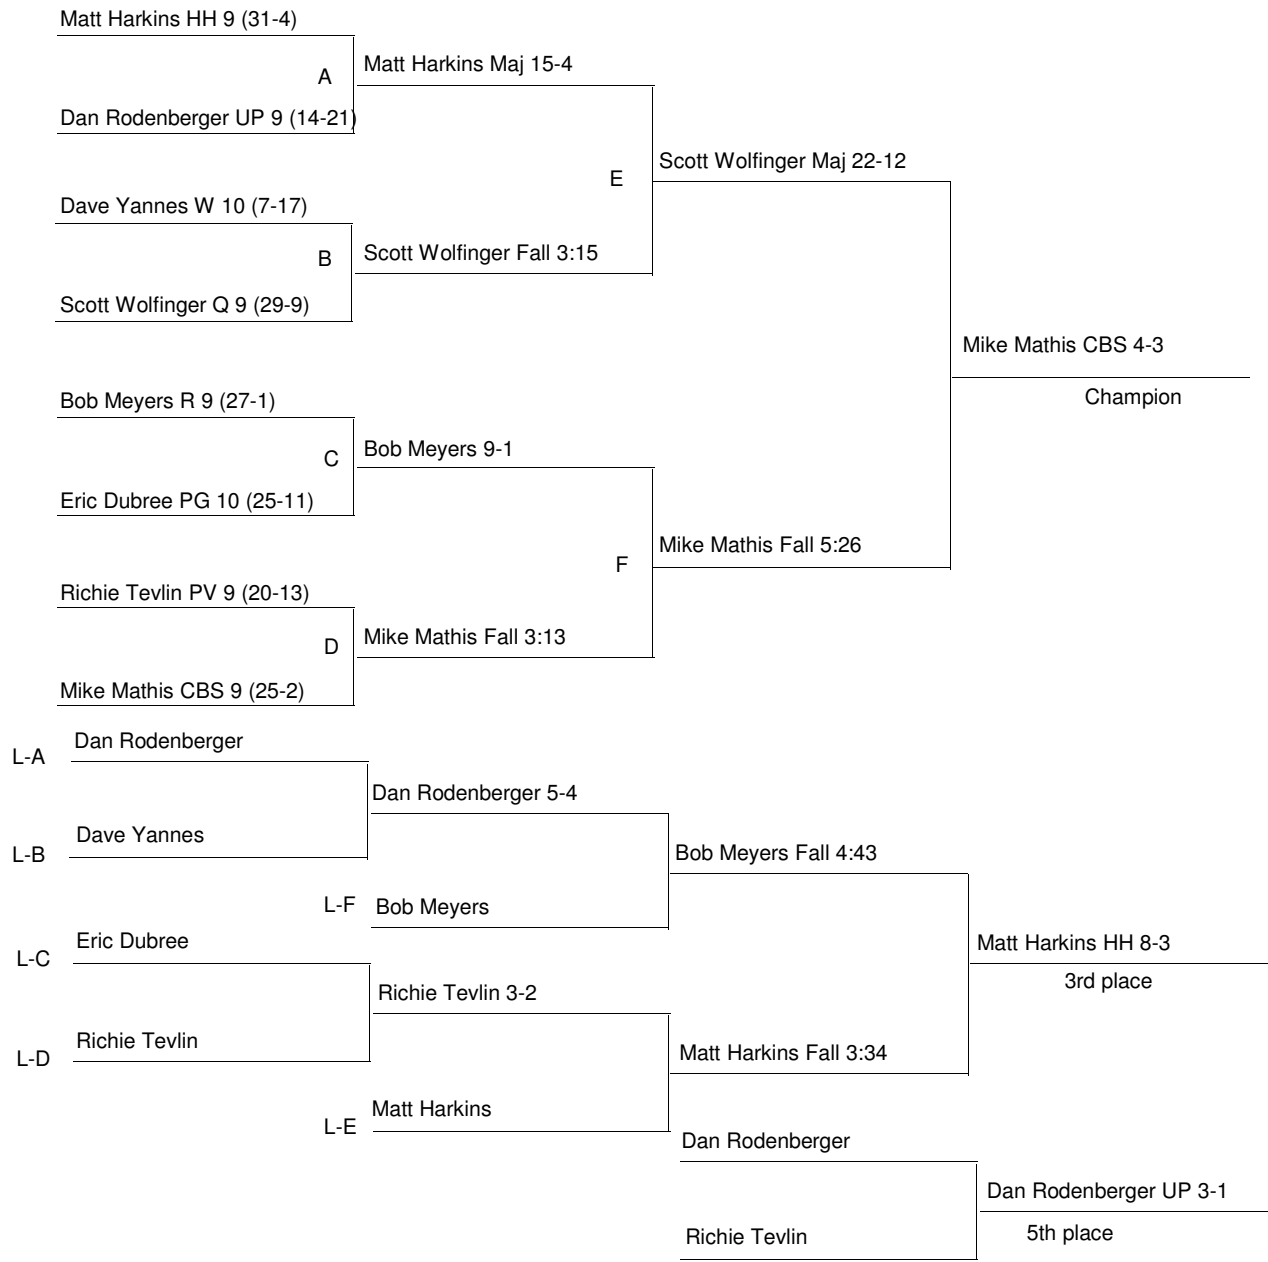 Matt Harkins HH 9 (31-4)
Matt Harkins Maj 15-4
A
Dan Rodenberger UP 9 (14-21)
Scott Wolfinger Maj 22-12
E
Dave Yannes W 10 (7-17)
Scott Wolfinger Fall 3:15
B
Scott Wolfinger Q 9 (29-9)
Mike Mathis CBS 4-3
Champion
Bob Meyers R 9 (27-1)
Bob Meyers 9-1
C
Eric Dubree PG 10 (25-11)
Mike Mathis Fall 5:26
F
Richie Tevlin PV 9 (20-13)
Mike Mathis Fall 3:13
D
Mike Mathis CBS 9 (25-2)
Dan Rodenberger
L-A
Dan Rodenberger 5-4
Dave Yannes
L-B
Bob Meyers Fall 4:43
L-F
Bob Meyers
Eric Dubree
L-C
Matt Harkins HH 8-3
3rd place
Richie Tevlin 3-2
Richie Tevlin
L-D
Matt Harkins Fall 3:34
Matt Harkins
L-E
Dan Rodenberger
Dan Rodenberger UP 3-1
5th place
Richie Tevlin